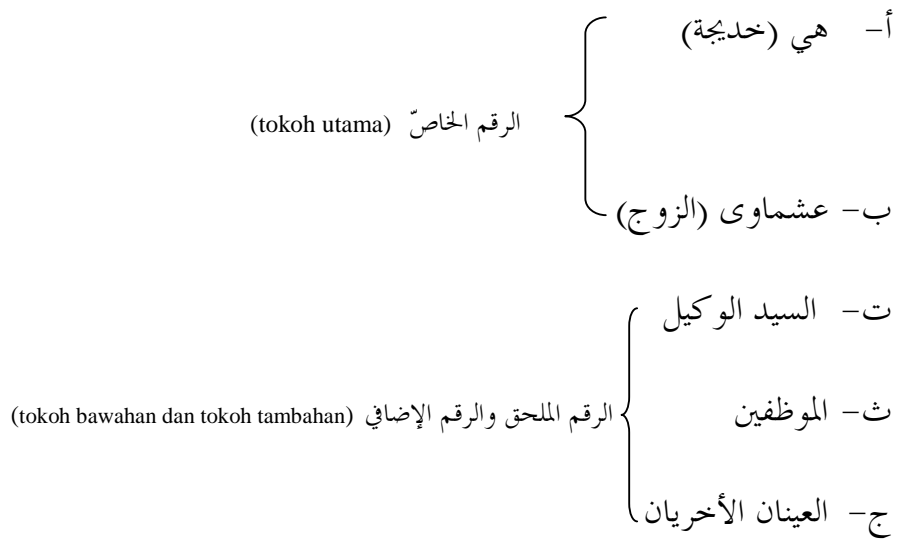 أ- هي (خديجة)
الرقم الخاصّ (tokoh utama)
ب- عشماوى (الزوج)
ت- السيد الوكيل
ث- الموظفين
الرقم الملحق والرقم الإضافي (tokoh bawahan dan tokoh tambahan)
ج- العينان الأخريان